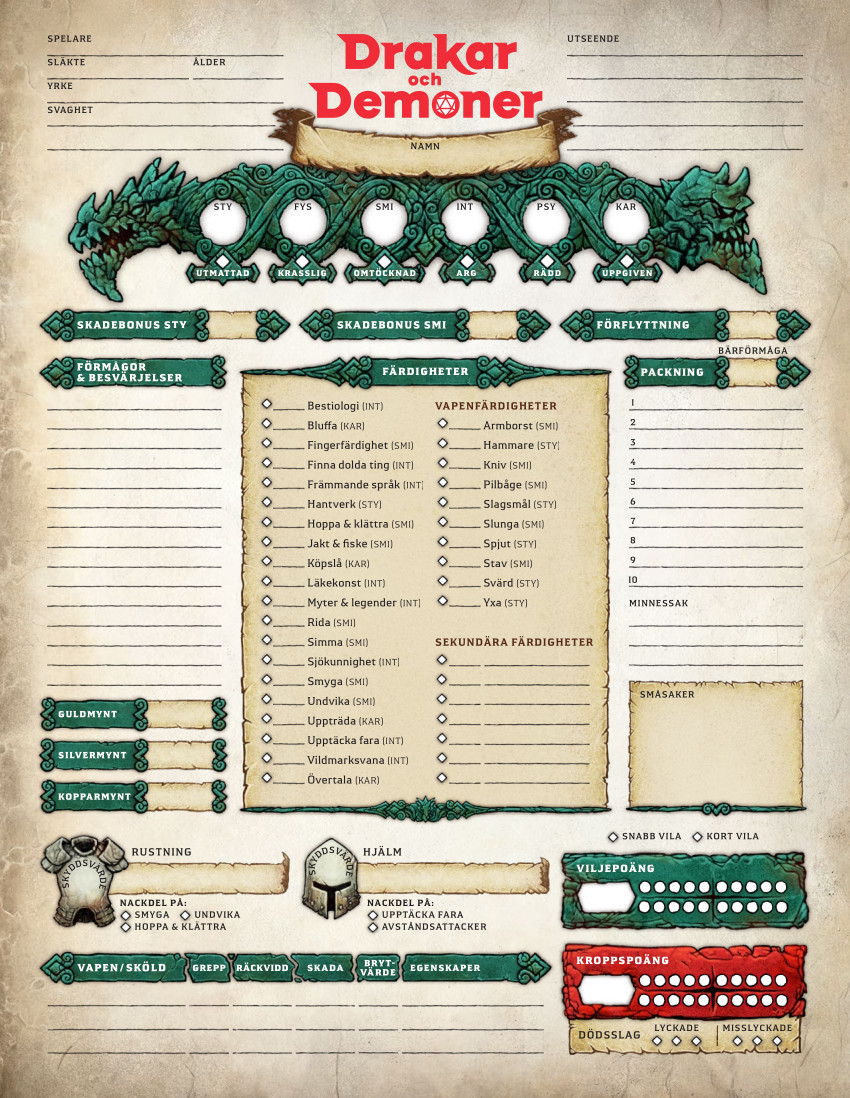 SPELARE
SLÄKTE
ÅLDER
YRKE
SVAGHET
Drakar
och
Demoner
UTSEENDE
NAMN
STY
FYS
SMI
INT
PSY
KAR
UTMATTAD
KRASSLIG
OMTÖCKNAD
ARG
RÄDD
UPPGIVEN
SKADEBONUS STY
SKADEBONUS SMI
FÖRFLYTTNING
FÖRMÅGOR
& BESVÄRJELSER
FÄRDIGHETER
BÄRFÖRMÅGA
PACKNING
Bestiologi (INT)
Bluffa (KAR)
Fingerfärdighet (SMI)
Finna dolda ting (INT)
Främmande språk (INT)
Hantverk (STY)
Hoppa & klättra (SMI)
Jakt & fiske (SMI)
Köpslå (KAR)
Läkekonst (INT)
Myter & legender (INT)
Rida (SMI)
Simma (SMI)
Sjökunnighet (INT)
Smyga (SMI)
Undvika (SMI)
Uppträda (KAR)
Upptäcka fara (INT)
Vildmarksvana (INT)
Övertala (KAR)
VAPENFÄRDIGHETER
Armborst (SMI)
Hammare (STY)
Kniv (SMI)
Pilbåge (SMI)
Slagsmål (STY)
Slunga (SMI)
Spjut (STY)
Stav (SMI)
Svärd (STY)
Yxa (STY)
SEKUNDÄRA FÄRDIGHETER
1
2
3
4
5
6
7
8
9
10
MINNESSAK
SMÅSAKER
GULDMYNT
SILVERMYNT
KOPPARMYNT
SKYDDSVÄRDE
RUSTNING
NACKDEL PÅ:
SMYGA
UNDVIKA
HOPPA & KLÄTTRA
SKYDDSVÄRDE
HJÄLM
NACKDEL PÅ:
UPPTÄCKA FARA
AVSTÅNDSATTACKER
SNABB VILA
KORT VILA
VILJEPOÄNG
VAPEN/SKÖLD
GREPP
RÄCKVIDD
SKADA
BRYT-
VÄRDE
EGENSKAPER
KROPPSPOÄNG
DÖDSSLAG
LYCKADE
MISSLYCKADE